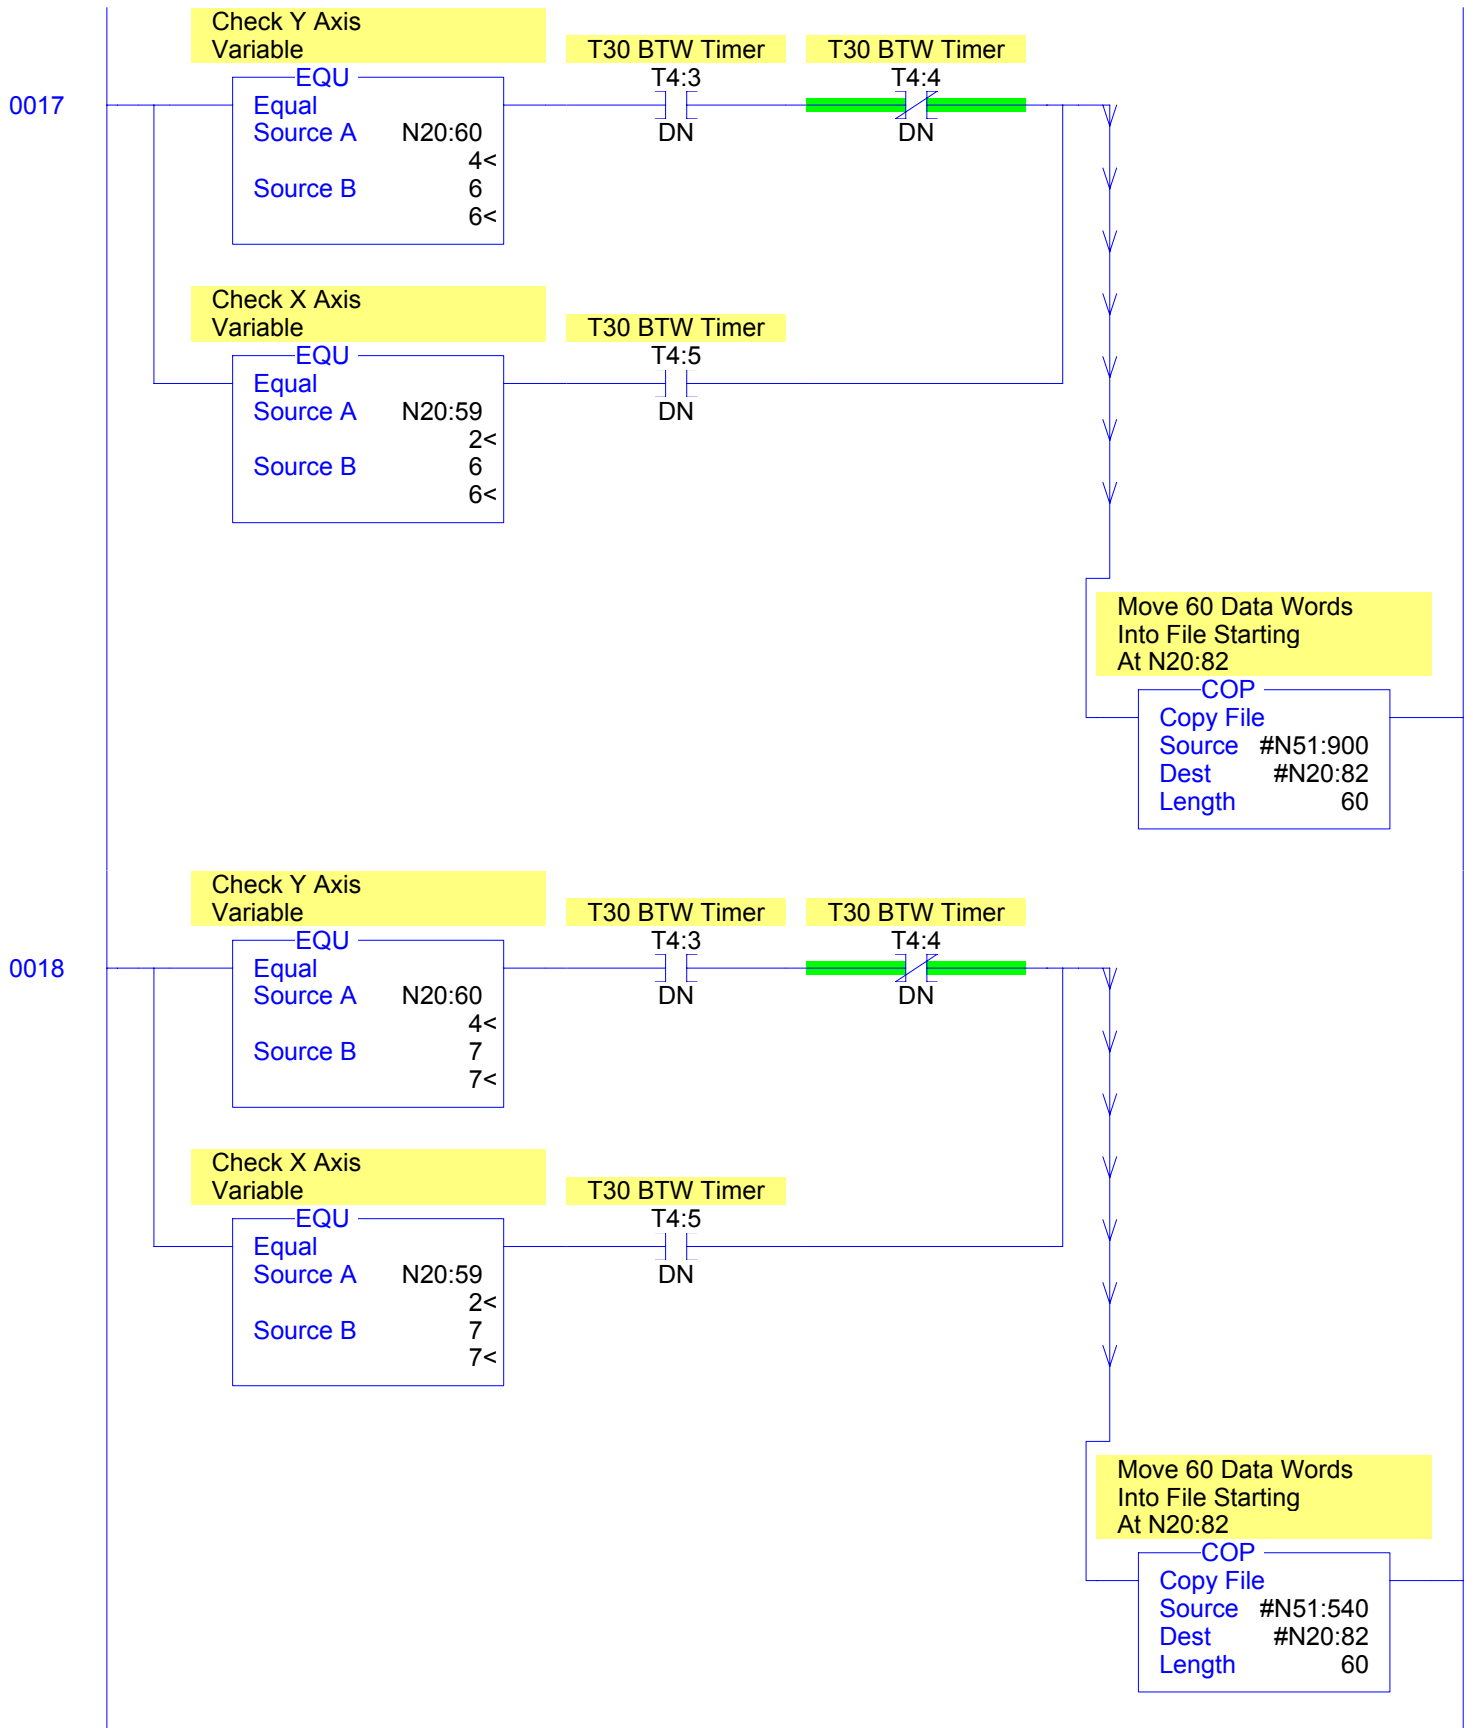 Check Y Axis
Variable
T30 BTW Timer
T30 BTW Timer
EQU
T4:3
T4:4
0017
Equal
Source A N20:60
DN
DN
4<
Source B 6
6<
Check X Axis
Variable
T30 BTW Timer
EQU
T4:5
Equal
Source A N20:59
DN
2<
Source B 6
6<
Move 60 Data Words
Into File Starting
At N20:82
COP
Copy File
Source #N51:900
Dest #N20:82
Length 60
Check Y Axis
Variable
T30 BTW Timer
T30 BTW Timer
EQU
T4:3
T4:4
0018
Equal
Source A N20:60
DN
DN
4<
Source B 7
7<
Check X Axis
Variable
T30 BTW Timer
EQU
T4:5
Equal
Source A N20:59
DN
2<
Source B 7
7<
Move 60 Data Words
Into File Starting
At N20:82
COP
Copy File
Source #N51:540
Dest #N20:82
Length 60